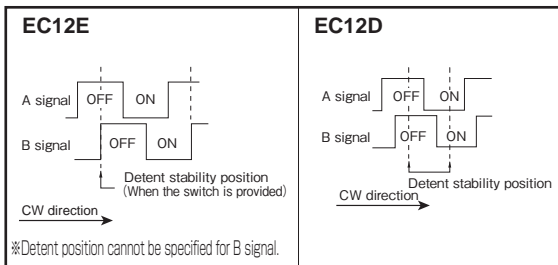 EC12E
A signal
OFF
ON
B signal
OFF
ON
Detent stability position
(When the switch is provided)
CW direction
※Detent position cannot be specified for B signal.
EC12D
A signal
OFF
ON
B signal
OFF
ON
Detent stability position
CW direction